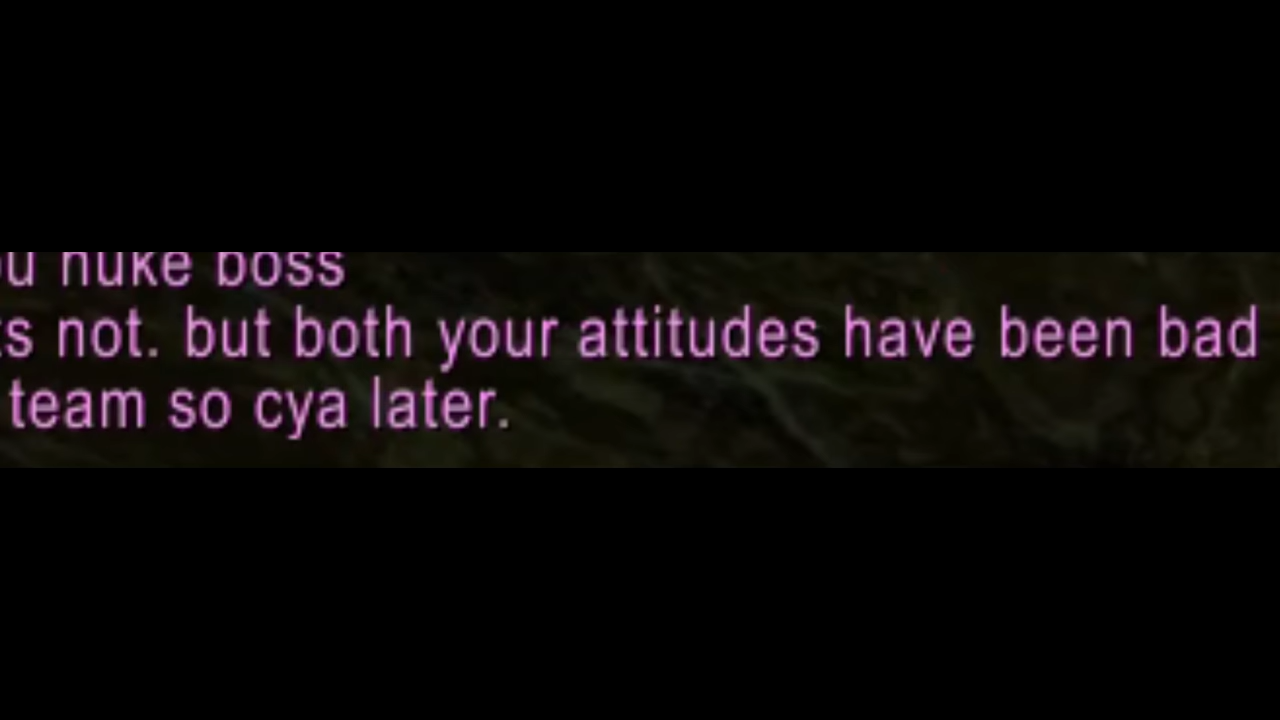 nuke boss
not. but both your attitudes have been bad
team so cya later.